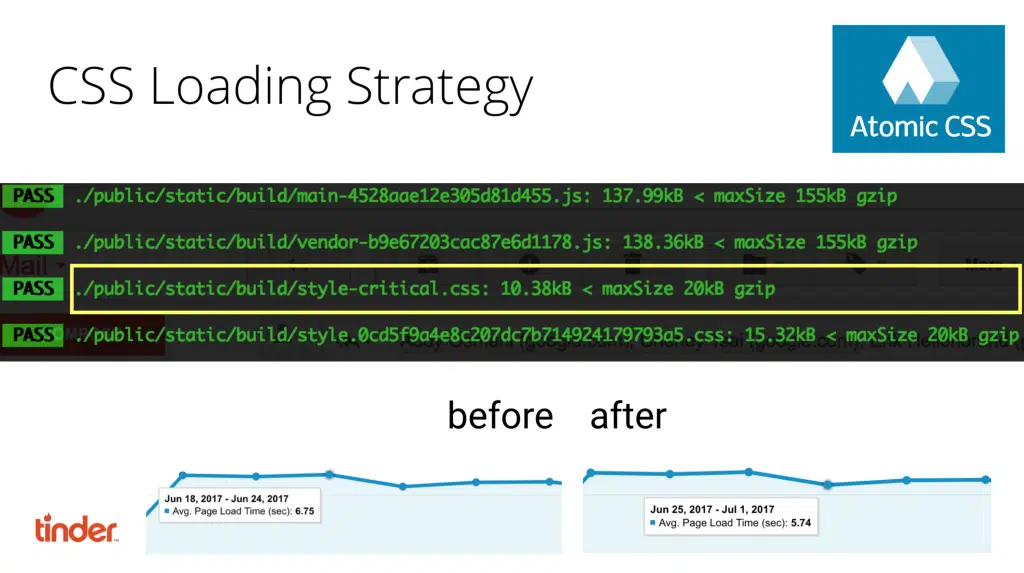 CSS Loading Strategy
Atomic CSS
PASS ./public/static/build/main-4528aae12e305d81d455.js: 137.99kB < maxSize 155kB gzip
PASS ./public/static/build/vendor-b9e67203cac87e6d1178.js: 138.36kB < maxSize 155kB gzip
Mail
PASS ./public/static/build/style-critical.css: 10.38kB < maxSize 20kB gzip
PASS ./public/static/build/style.0cd5f9a4e8c207dc7b714924179793a5.css: 15.32kB < maxSize 20kB gzip
before after
Jun 18, 2017 - Jun 24, 2017
Avg. Page Load Time (sec): 6.75
Jun 25, 2017 - Jul 1, 2017
Avg. Page Load Time (sec): 5.74
tinder